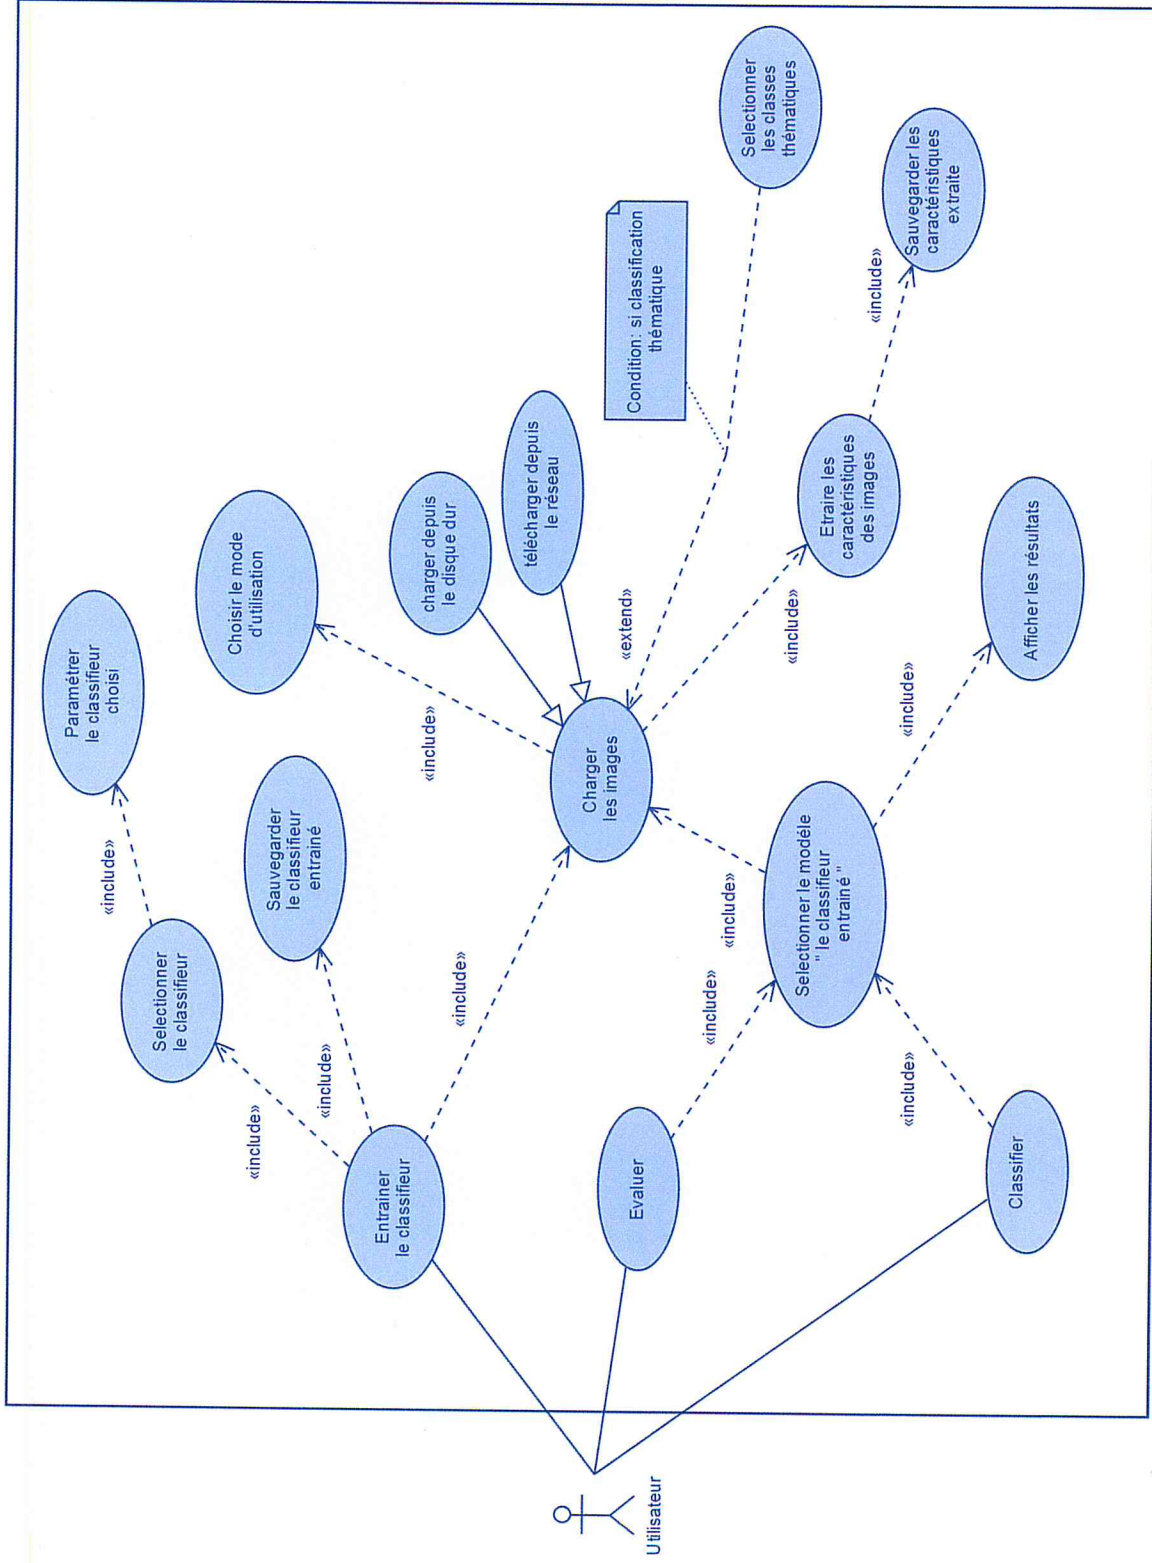 Paramétrer
le classifieur
choisi
«include»
Selectionner
le classifieur
«include»
Choisir le mode
d'utilisation
«include»
Sauvegarder
le classifieur
entrainé
«include»
Entrainer
le classifieur
«include»
charger depuis
le disque dur
télécharger depuis
le réseau
Charger
les images
«extend»
Condition: si classification
thématique
Selectionner
les classes
thématiques
«include»
Etraire les
caractéristiques
des images
«include»
Sauvegarder les
caractéristiques
extraite
Utilisateur
Evaluer
«include»
«include»
Selectionner le modéle
" le classifieur
entrainé "
«include»
Afficher les résultats
«include»
Classifier